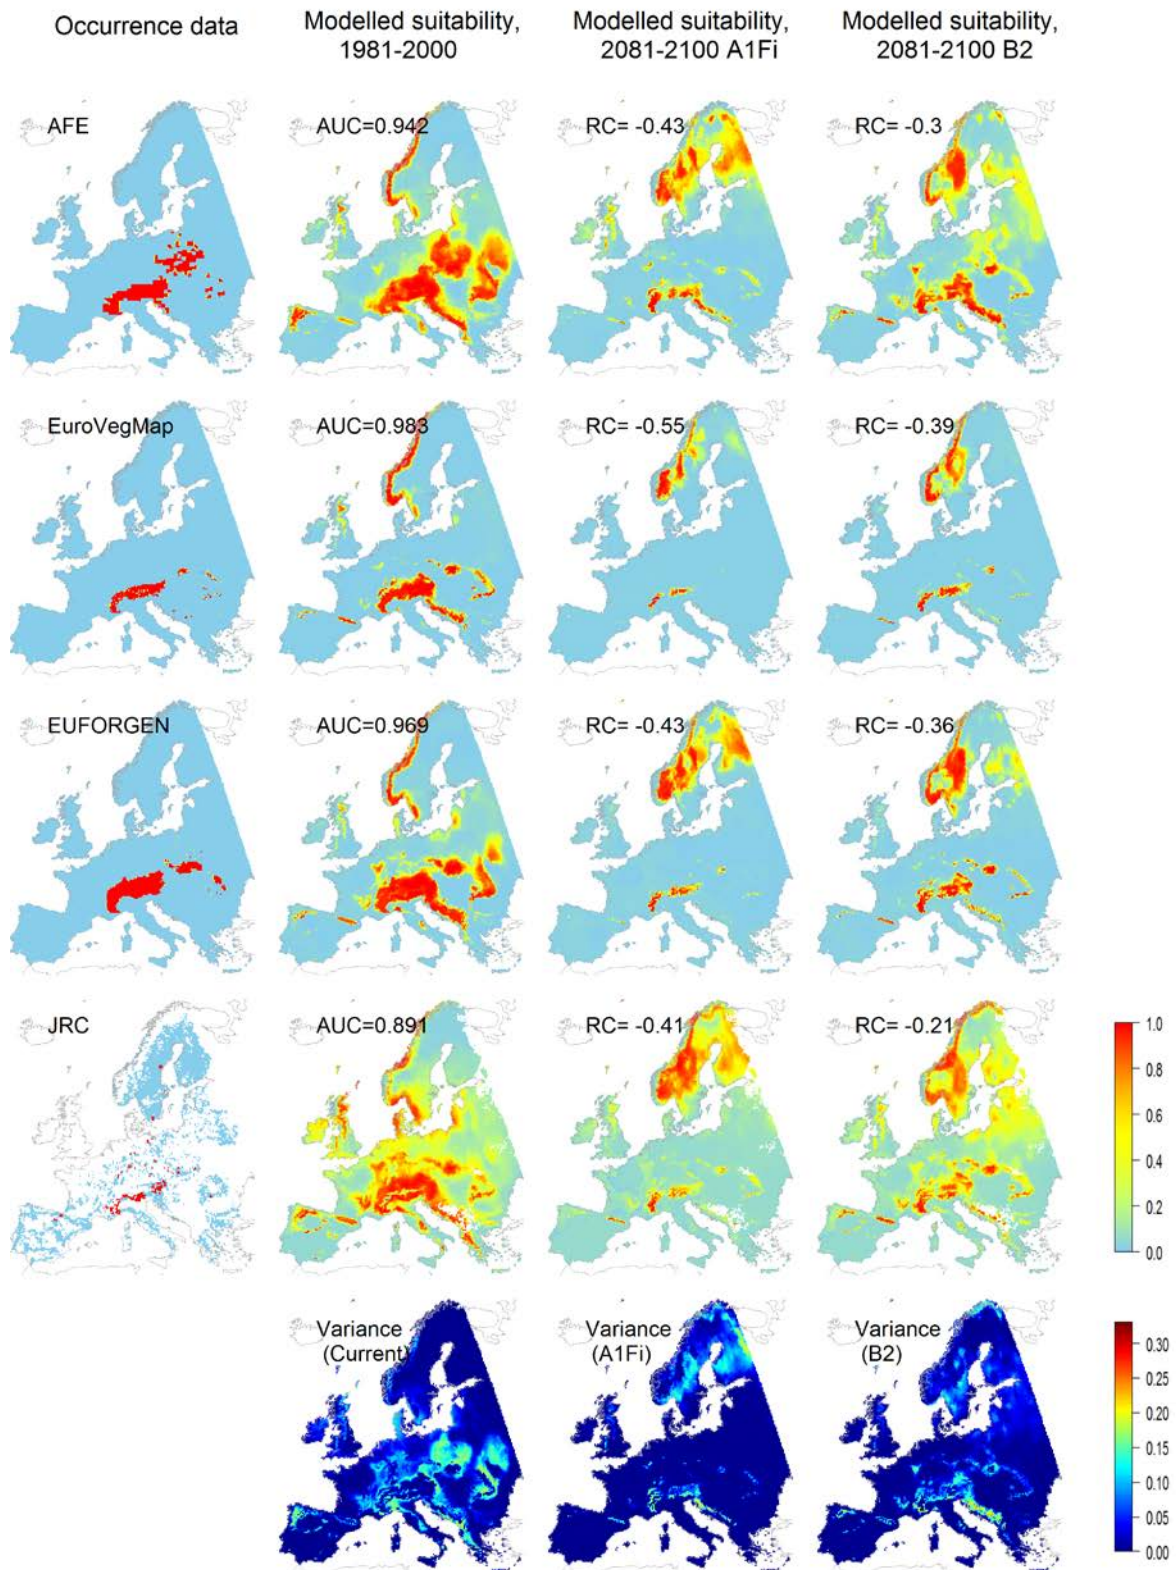 Occurrence data
Modelled suitability,
1981-2000
Modelled suitability,
2081-2100 A1Fi
Modelled suitability,
2081-2100 B2
AFE
AUC=0.942
RC= -0.43
RC= -0.3
EuroVegMap
AUC=0.983
RC= -0.55
RC= -0.39
EUFORGEN
AUC=0.969
RC= -0.43
RC= -0.36
JRC
AUC=0.891
RC= -0.41
RC= -0.21
1.0
0.8
0.6
0.4
0.2
0.0
Variance
(Current)
Variance
(A1Fi)
Variance
(B2)
0.30
0.25
0.20
0.15
0.10
0.05
0.00